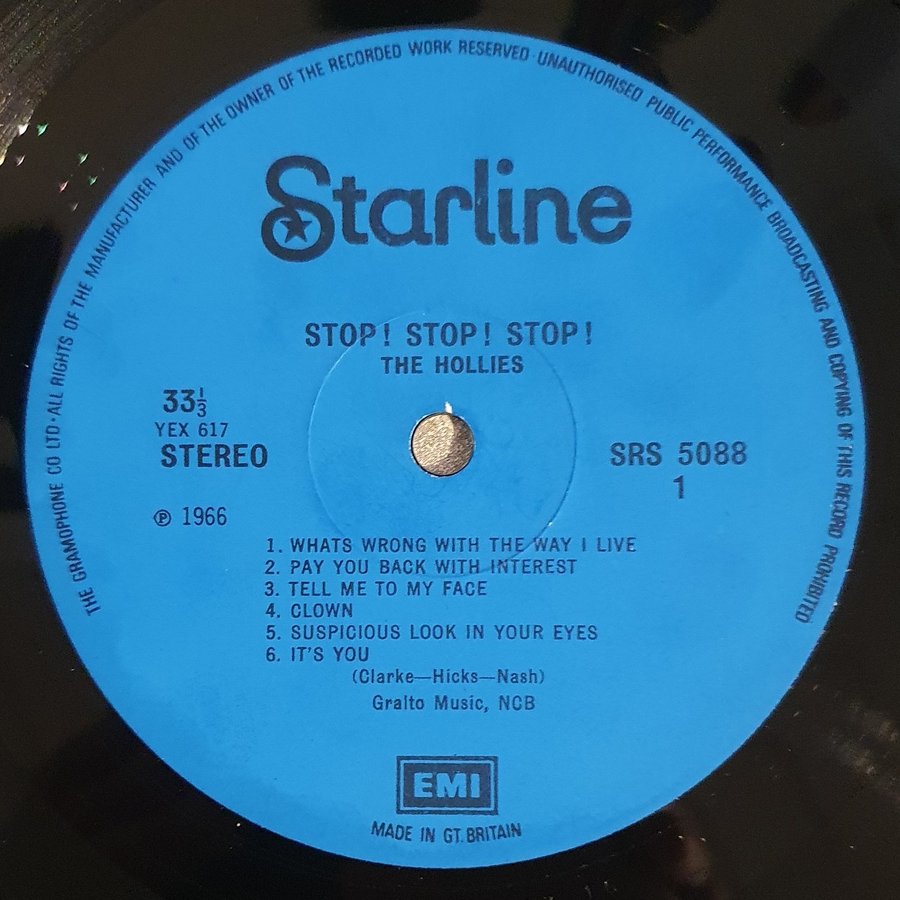 THE GRAMOPHONE CO LTD · ALL RIGHTS OF THE MANUFACTURER AND OF THE OWNER OF THE RECORDED WORK RESERVED · UNAUTHORISED PUBLIC PERFORMANCE BROADCASTING AND COPYING OF THIS RECORD PROHIBITED
Starline
STOP! STOP! STOP!
THE HOLLIES
33⅓
YEX 617
STEREO
SRS 5088
1
℗ 1966
1. WHATS WRONG WITH THE WAY I LIVE
2. PAY YOU BACK WITH INTEREST
3. TELL ME TO MY FACE
4. CLOWN
5. SUSPICIOUS LOOK IN YOUR EYES
6. IT'S YOU
(Clarke—Hicks—Nash)
Gralto Music, NCB
EMI
MADE IN GT. BRITAIN